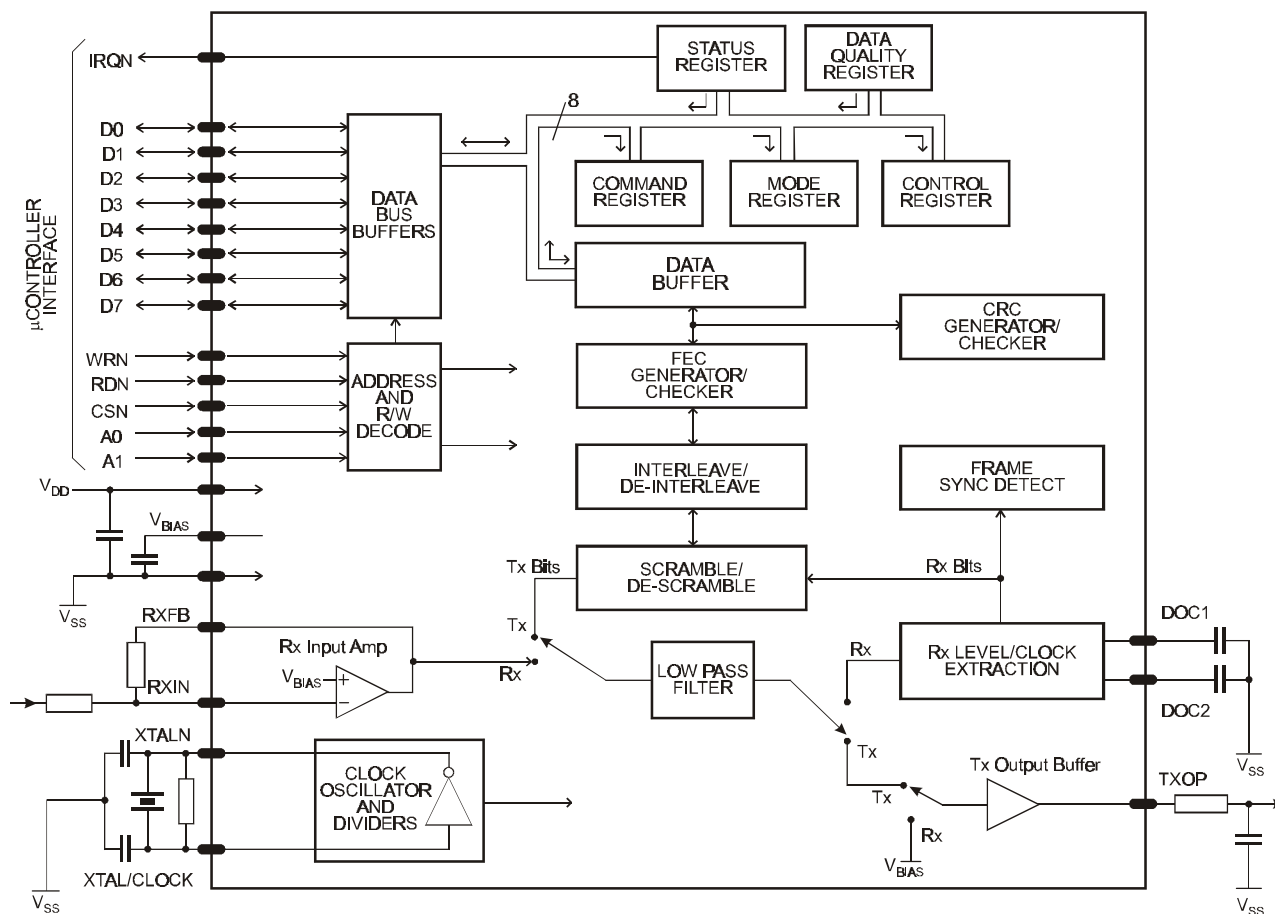 IRQN
STATUS
REGISTER
DATA
QUALITY
REGISTER
8
D0
D1
D2
D3
D4
D5
D6
D7
DATA
BUS
BUFFERS
COMMAND
REGISTER
MODE
REGISTER
CONTROL
REGISTER
µCONTROLLER
INTERFACE
DATA
BUFFER
CRC
GENERATOR/
CHECKER
WRN
RDN
CSN
A0
A1
ADDRESS
AND
R/W
DECODE
FEC
GENERATOR/
CHECKER
INTERLEAVE/
DE-INTERLEAVE
FRAME
SYNC DETECT
VDD
VBIAS
VSS
Tx Bits
SCRAMBLE/
DE-SCRAMBLE
Rx Bits
RXFB
Rx Input Amp
VBIAS
+
−
RXIN
Tx
Rx
LOW PASS
FILTER
Rx
Tx
Rx LEVEL/CLOCK
EXTRACTION
DOC1
DOC2
VSS
XTALN
CLOCK
OSCILLATOR
AND
DIVIDERS
XTAL/CLOCK
VSS
Tx
Rx
VBIAS
Tx Output Buffer
TXOP
VSS